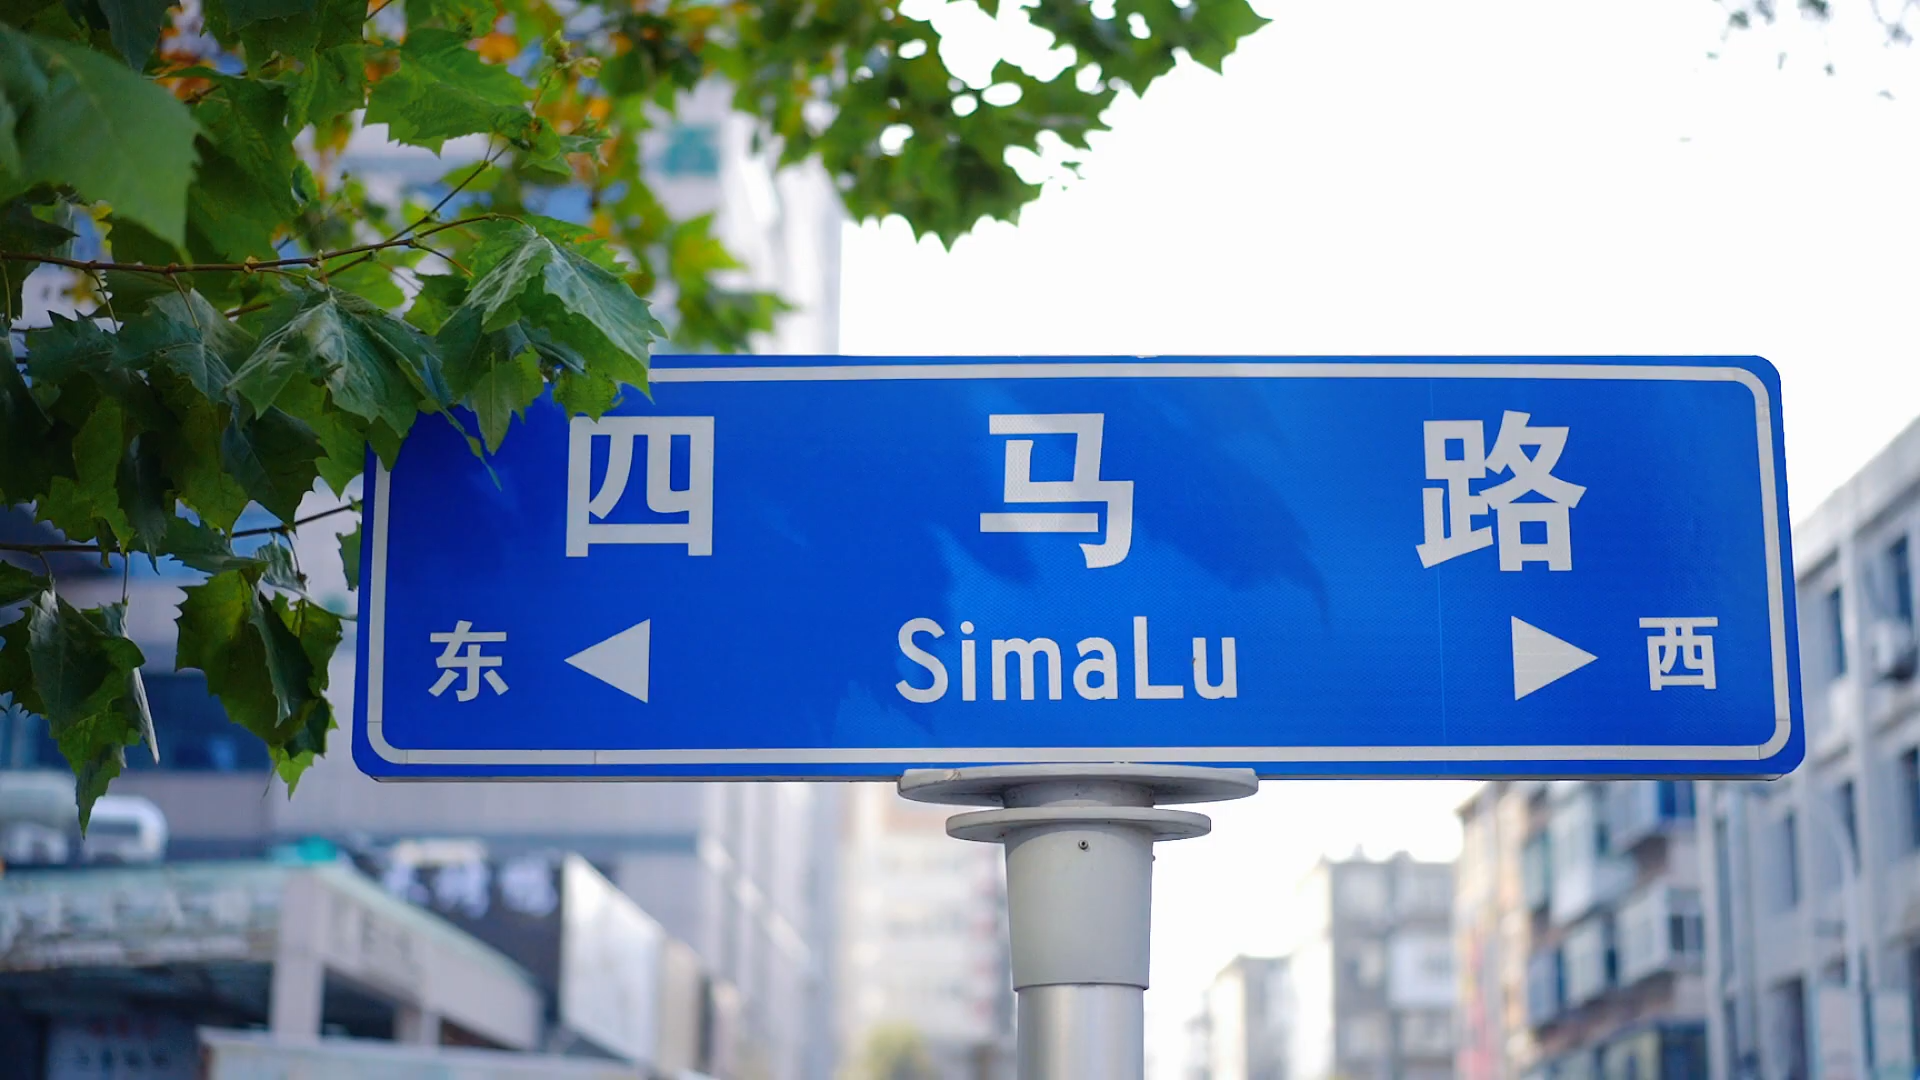 四 马 路
东 ◀ SimaLu ▶ 西